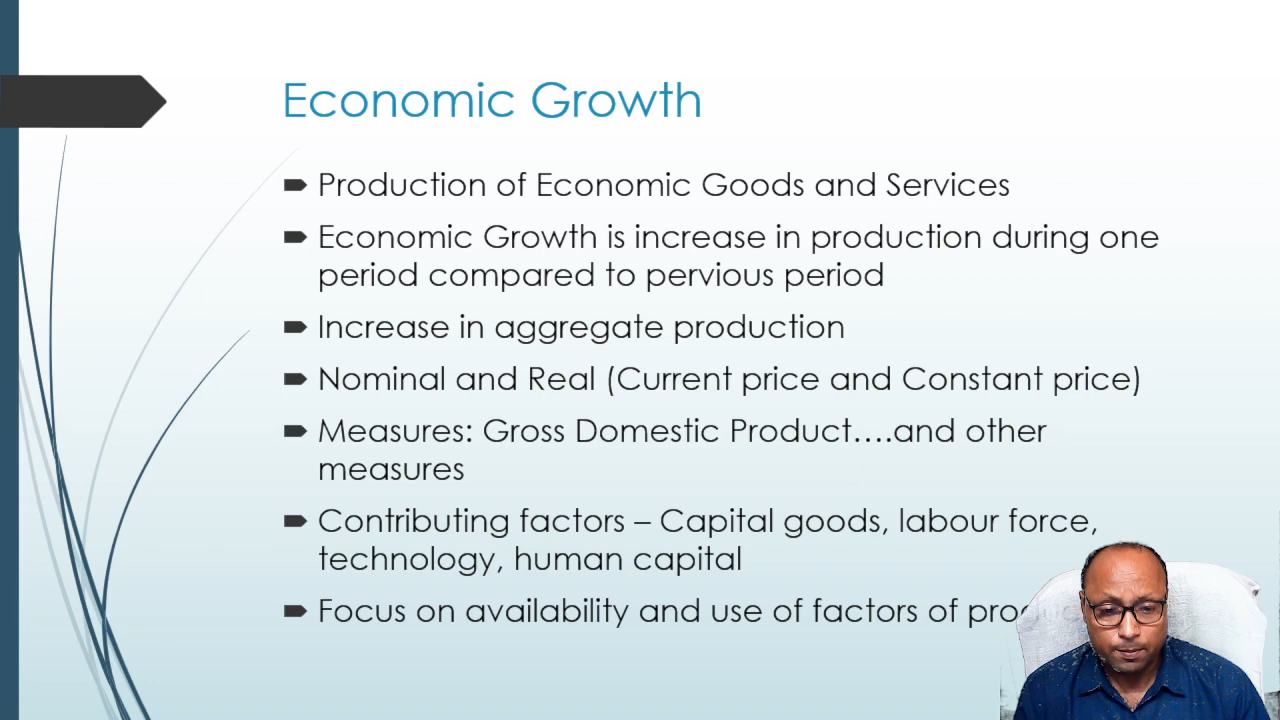 Economic Growth
Production of Economic Goods and Services
Economic Growth is increase in production during one
period compared to pervious period
Increase in aggregate production
Nominal and Real (Current price and Constant price)
Measures: Gross Domestic Product….and other
measures
Contributing factors – Capital goods, labour force,
technology, human capital
Focus on availability and use of factors of